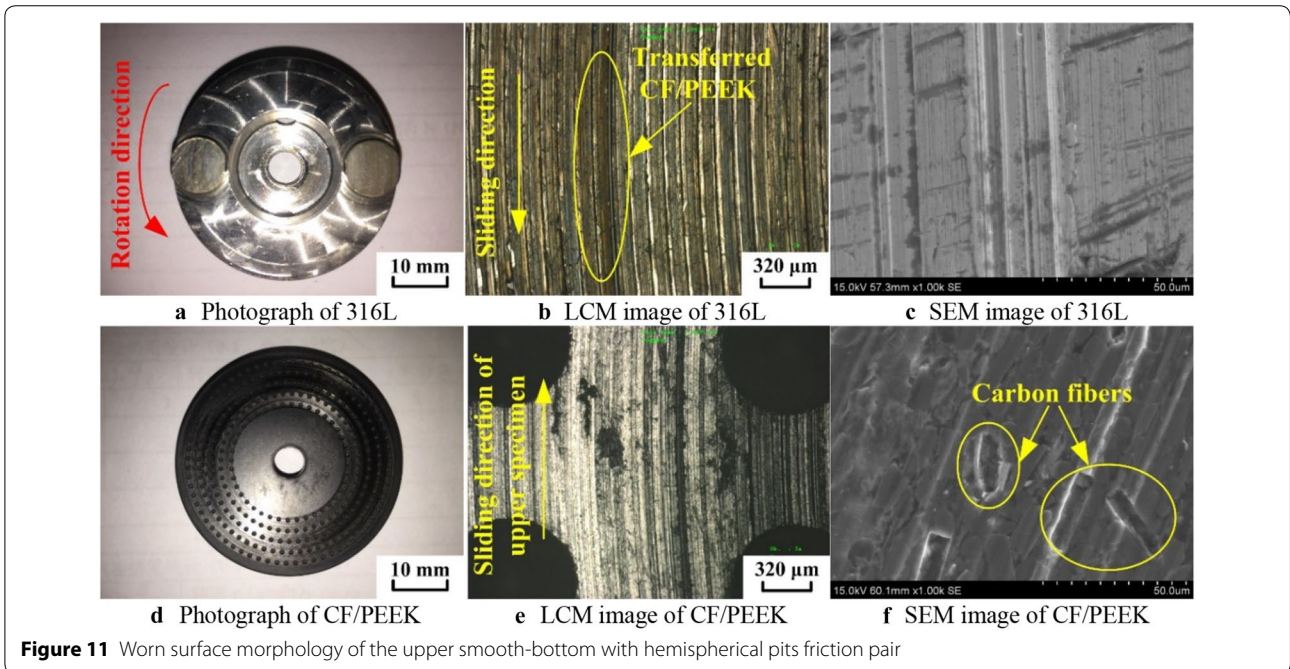 Rotation direction
10 mm
Sliding direction
Transferred
CF/PEEK
320 μm
15.0kV 57.3mm x1.00k SE
50.0um
a Photograph of 316L
b LCM image of 316L
c SEM image of 316L
10 mm
Sliding direction of
upper specimen
320 μm
Carbon fibers
15.0kV 60.1mm x1.00k SE
50.0um
d Photograph of CF/PEEK
e LCM image of CF/PEEK
f SEM image of CF/PEEK
Figure 11 Worn surface morphology of the upper smooth-bottom with hemispherical pits friction pair